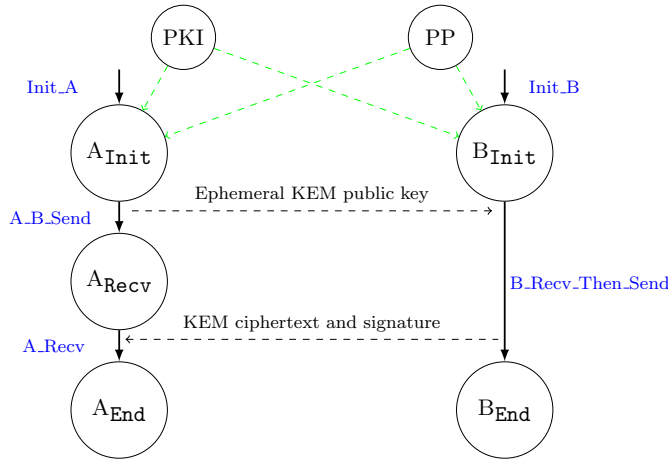 PKI
PP
Init_A
Init_B
A_Init
B_Init
Ephemeral KEM public key
A_B_Send
A_Recv
B_Recv_Then_Send
KEM ciphertext and signature
A_Recv
A_End
B_End